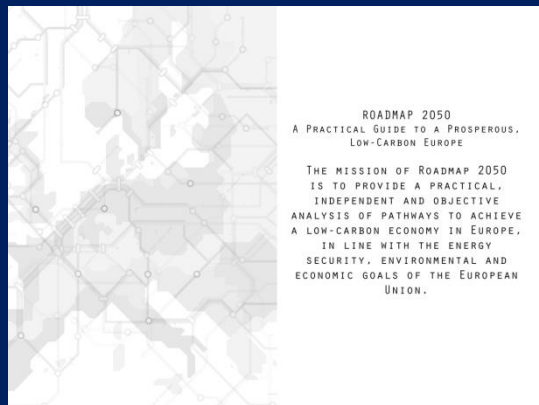 ROADMAP 2050
A Practical Guide to a Prosperous,
Low-Carbon Europe
The mission of Roadmap 2050
is to provide a practical,
independent and objective
analysis of pathways to achieve
a low-carbon economy in Europe,
in line with the energy
security, environmental and
economic goals of the European
Union.